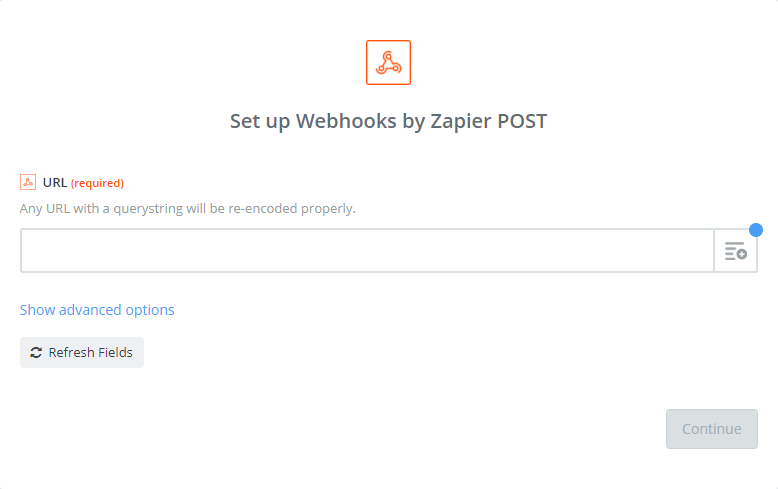 Set up Webhooks by Zapier POST
URL (required)
Any URL with a querystring will be re-encoded properly.
Show advanced options
Refresh Fields
Continue